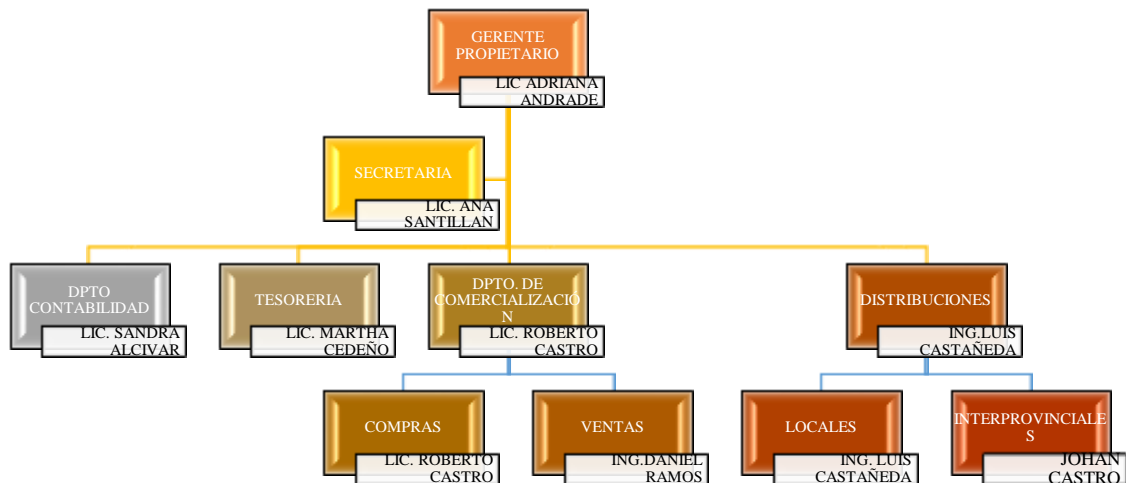 GERENTE
PROPIETARIO
LIC ADRIANA
ANDRADE
SECRETARIA
LIC. ANA
SANTILLAN
DPTO
CONTABILIDAD
LIC. SANDRA
ALCIVAR
TESORERIA
LIC. MARTHA
CEDEÑO
DPTO. DE
COMERCIALIZACIÓ
N
LIC. ROBERTO
CASTRO
DISTRIBUCIONES
ING.LUIS
CASTAÑEDA
COMPRAS
LIC. ROBERTO
CASTRO
VENTAS
ING.DANIEL
RAMOS
LOCALES
ING. LUIS
CASTAÑEDA
INTERPROVINCIALE
S
JOHAN
CASTRO